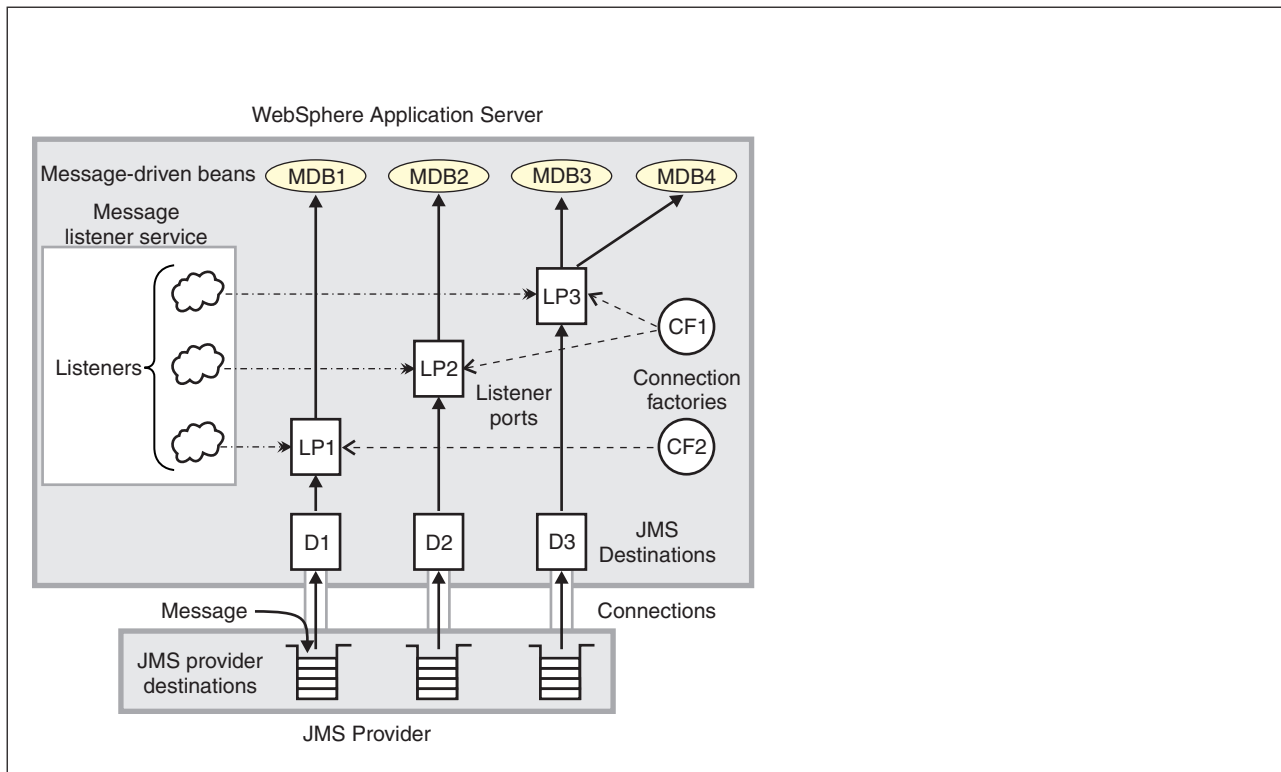 WebSphere Application Server
Message-driven beans
MDB1
MDB2
MDB3
MDB4
Message
listener service
Listeners
LP3
CF1
LP2
Listener
ports
Connection
factories
LP1
CF2
D1
D2
D3
JMS
Destinations
Message
Connections
JMS provider
destinations
JMS Provider